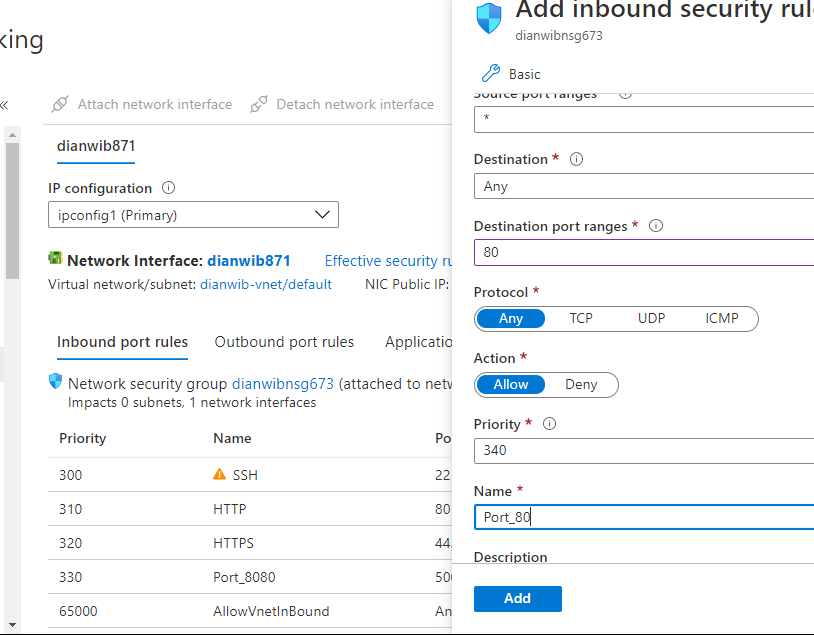 king
Attach network interface
Detach network interface
dianwib871
IP configuration
ipconfig1 (Primary)
Network Interface: dianwib871
Effective security ru
Virtual network/subnet: dianwib-vnet/default
NIC Public IP:
Inbound port rules
Outbound port rules
Applicatio
Network security group dianwibnsg673 (attached to netw
Impacts 0 subnets, 1 network interfaces
Priority Name Po
300 SSH 22
310 HTTP 80
320 HTTPS 44
330 Port_8080 500
65000 AllowVnetInBound An
Add inbound security rul
dianwibnsg673
Basic
Source port ranges
*
Destination *
Any
Destination port ranges *
80
Protocol *
Any TCP UDP ICMP
Action *
Allow Deny
Priority *
340
Name *
Port_80
Description
Add